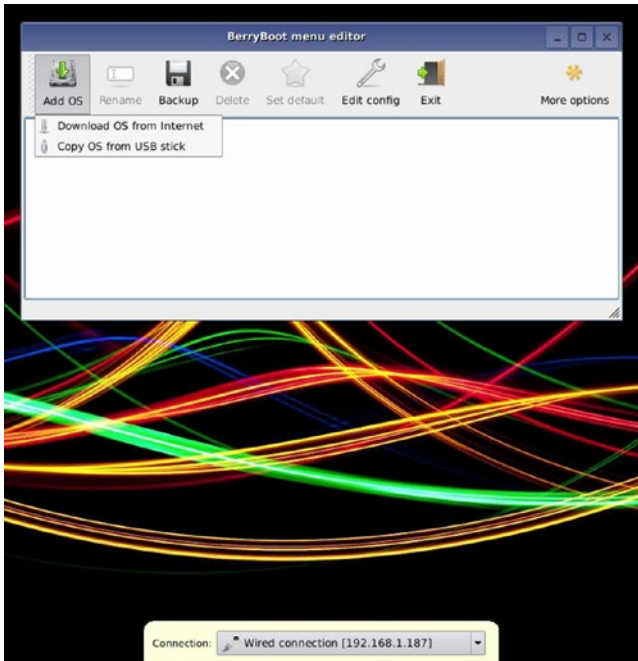 BerryBoot menu editor
Add OS Rename Backup Delete Set default Edit config Exit More options
Download OS from Internet
Copy OS from USB stick
Connection: Wired connection [192.168.1.187]